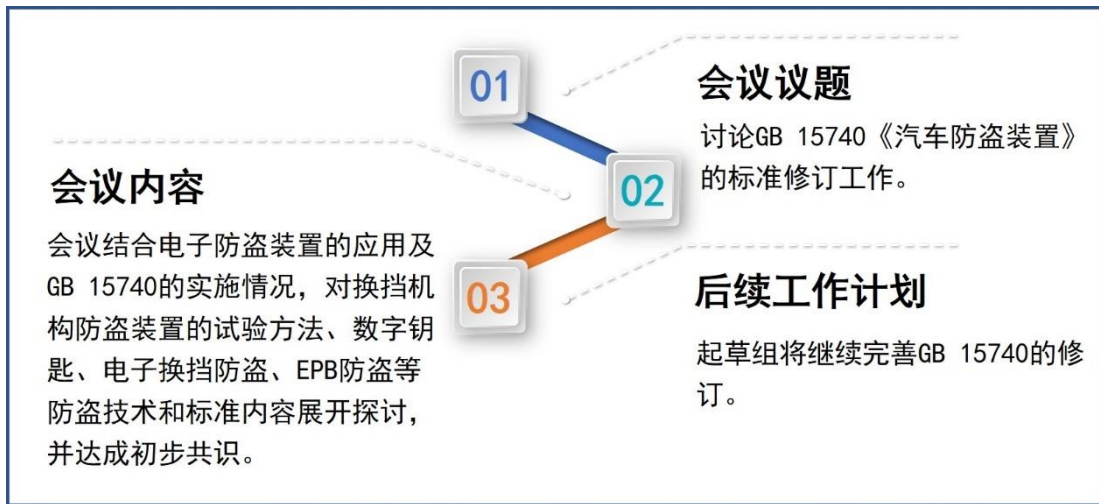 01
会议议题
讨论GB 15740《汽车防盗装置》
的标准修订工作。
02
会议内容
会议结合电子防盗装置的应用及
GB 15740的实施情况，对换挡机
构防盗装置的试验方法、数字钥
匙、电子换挡防盗、EPB防盗等
防盗技术和标准内容展开探讨，
并达成初步共识。
03
后续工作计划
起草组将继续完善GB 15740的修
订。